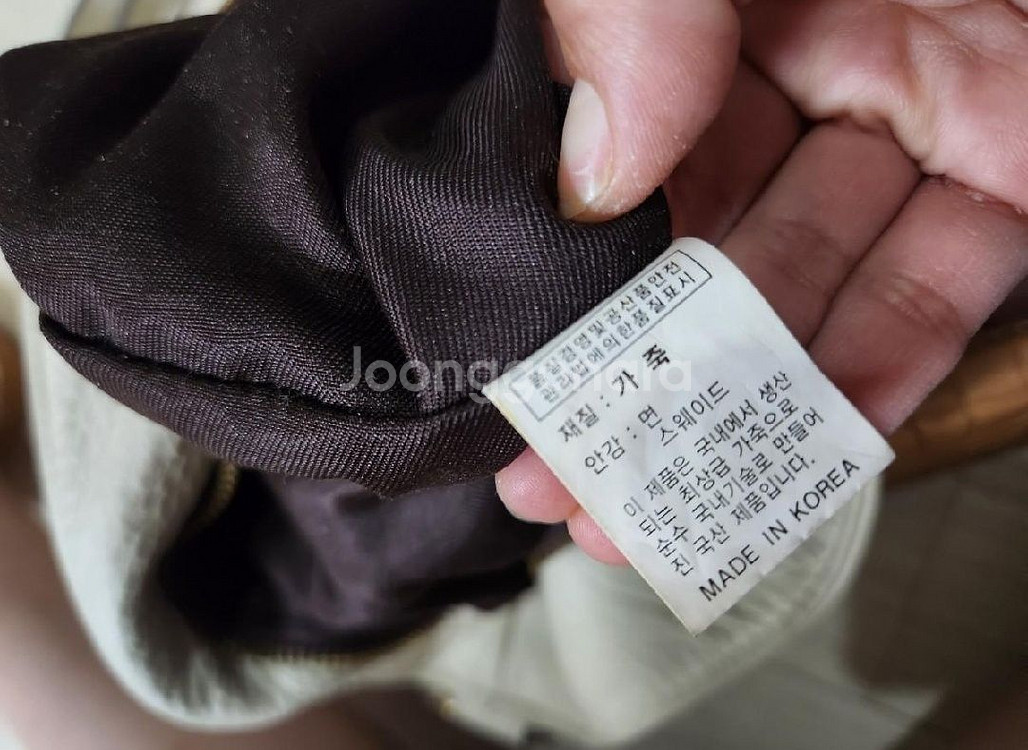 품질경영및공산품안전
관리법에의한품질표시
재질 : 가 죽
안감 : 면
스웨이드
이 제품은 국내에서 생산
되는 최상급 가죽으로
순수 국내기술로 만들어
진 국산 제품입니다.
MADE IN KOREA
Joonggonara